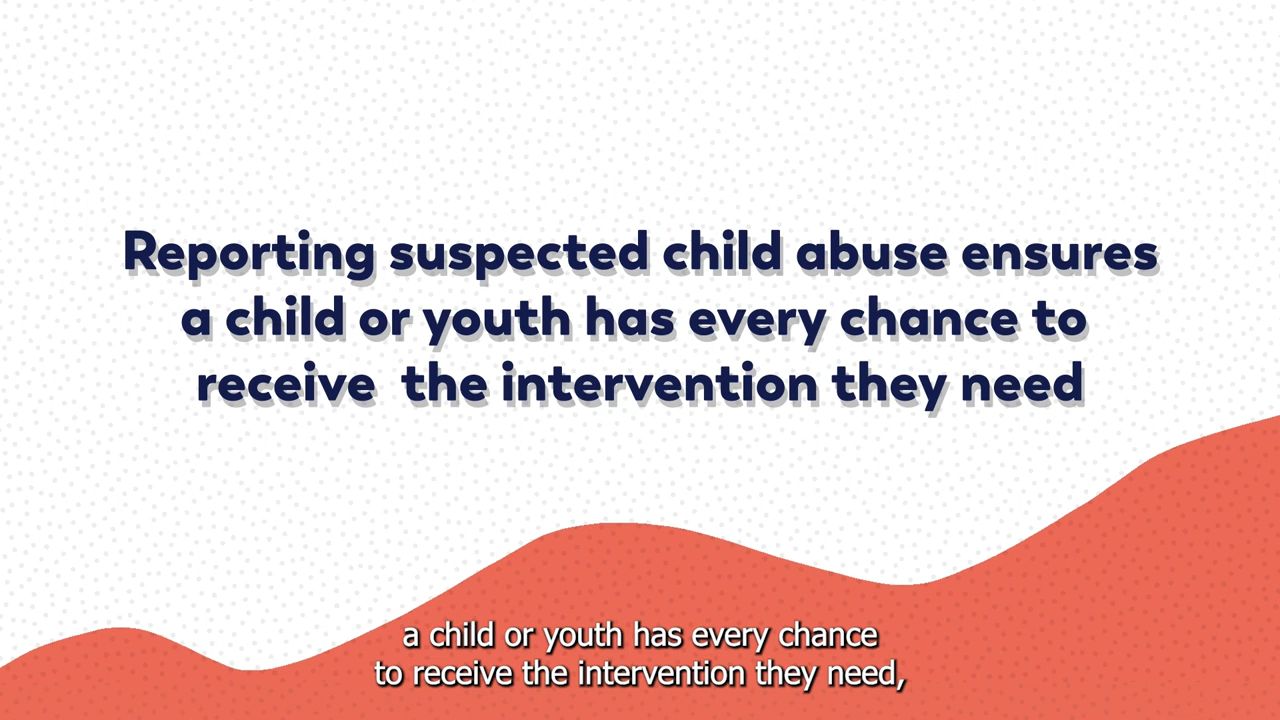 Reporting suspected child abuse ensures
a child or youth has every chance to
receive  the intervention they need
a child or youth has every chance
to receive the intervention they need,